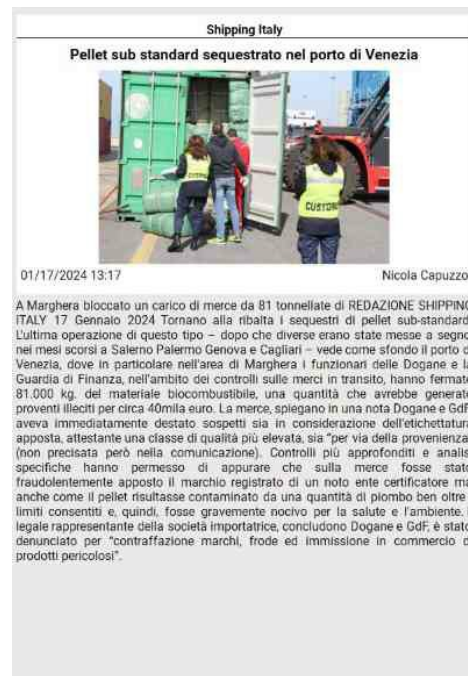 Shipping Italy
Pellet sub standard sequestrato nel porto di Venezia
CUSTOMS
01/17/2024 13:17
Nicola Capuzzo
A Marghera bloccato un carico di merce da 81 tonnellate di REDAZIONE SHIPPING
ITALY 17 Gennaio 2024 Tornano alla ribalta i sequestri di pellet sub-standard.
L'ultima operazione di questo tipo – dopo che diverse erano state messe a segno
nei mesi scorsi a Salerno Palermo Genova e Cagliari – vede come sfondo il porto d
Venezia, dove in particolare nell'area di Marghera i funzionari delle Dogane e la
Guardia di Finanza, nell'ambito dei controlli sulle merci in transito, hanno fermato
81.000 kg. del materiale biocombustibile, una quantità che avrebbe generato
proventi illeciti per circa 40mila euro. La merce, spiegano in una nota Dogane e GdF
aveva immediatamente destato sospetti sia in considerazione dell'etichettatura
apposta, attestante una classe di qualità più elevata, sia "per via della provenienza"
(non precisata però nella comunicazione). Controlli più approfonditi e analisi
specifiche hanno permesso di appurare che sulla merce fosse stato
fraudolentemente apposto il marchio registrato di un noto ente certificatore ma
anche come il pellet risultasse contaminato da una quantità di piombo ben oltre i
limiti consentiti e, quindi, fosse gravemente nocivo per la salute e l'ambiente. I
legale rappresentante della società importatrice, concludono Dogane e GdF, è stato
denunciato per "contraffazione marchi, frode ed immissione in commercio d
prodotti pericolosi".